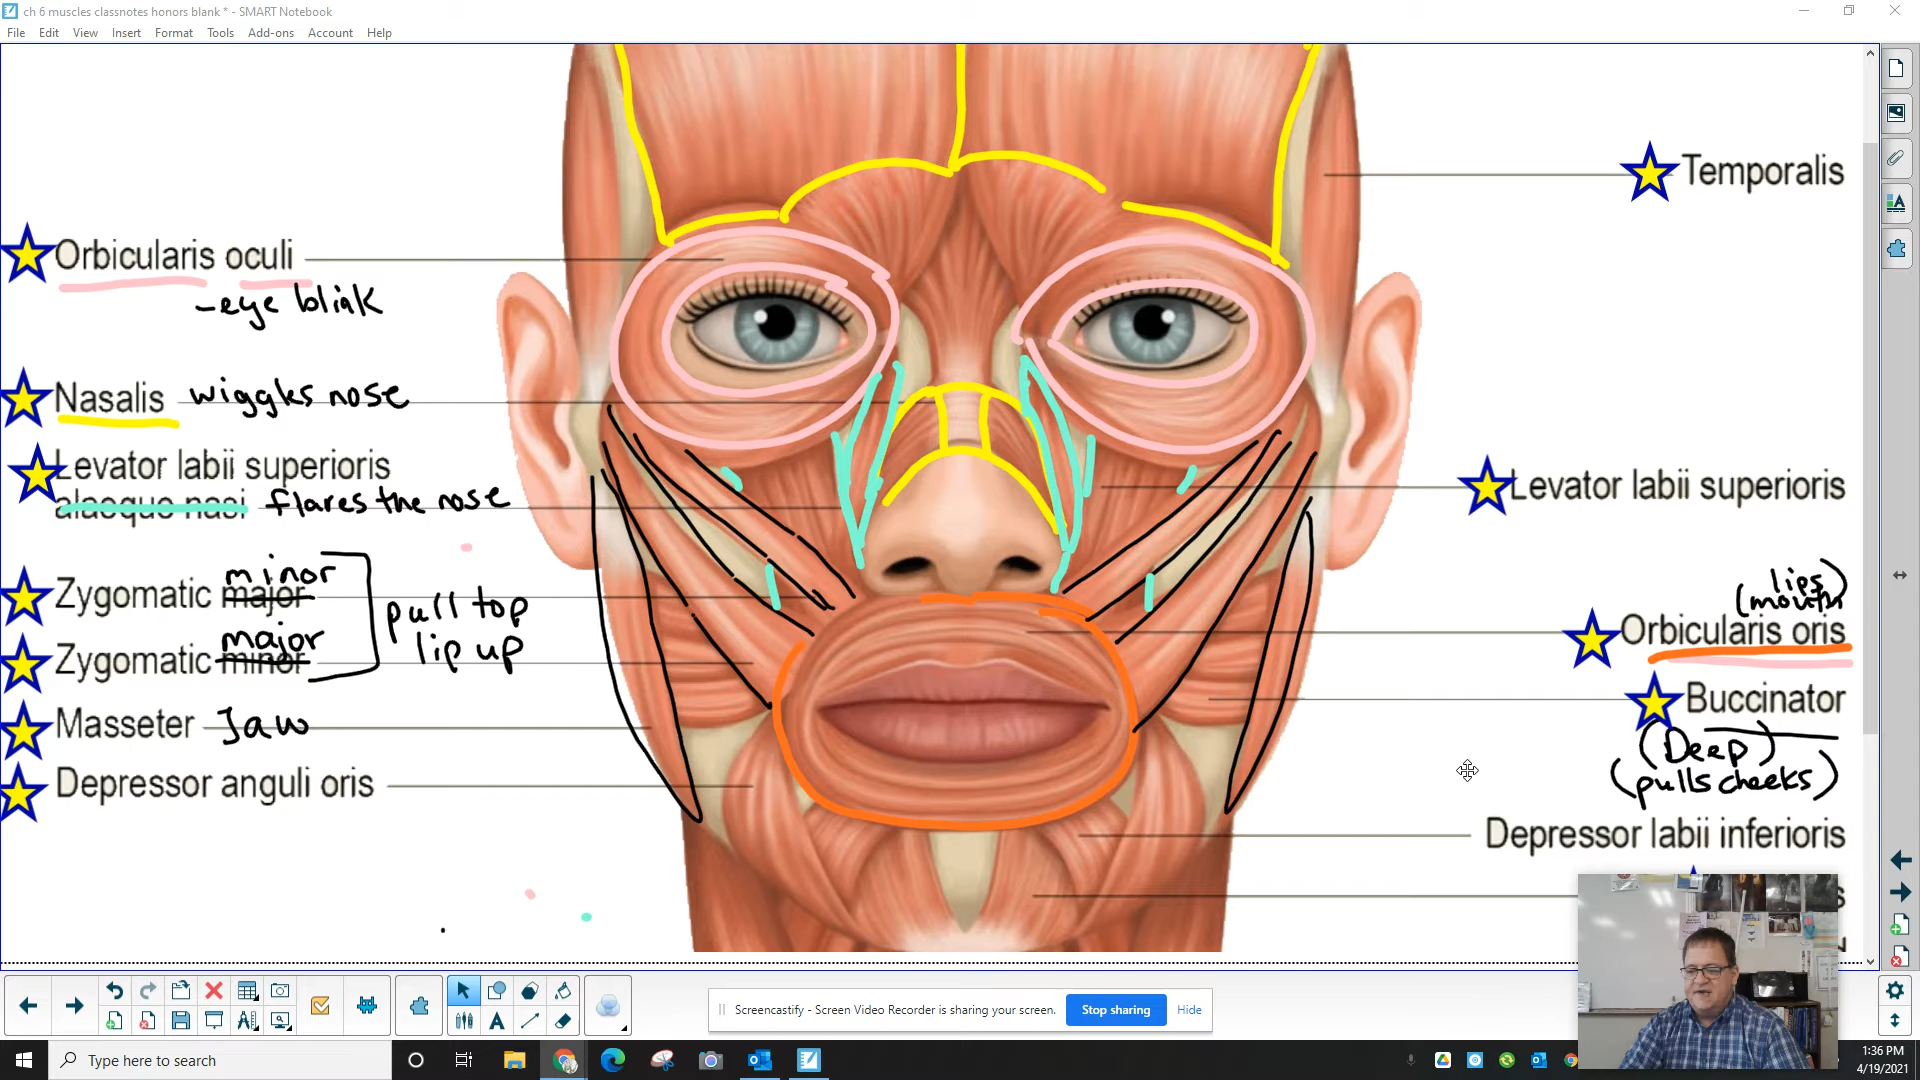 ch 6 muscles classnotes honors blank * - SMART Notebook
File Edit View Insert Format Tools Add-ons Account Help
Temporalis
Orbicularis oculi
-eye blink
Nasalis wiggles nose
Levator labii superioris
alaequo nasi flares the nose
Levator labii superioris
minor
Zygomatic major
major
Zygomatic minor
pull top
lip up
(lips)
(mouth
Orbicularis oris
Masseter Jaw
Buccinator
(Deep)
(pulls cheeks)
Depressor anguli oris
Depressor labii inferioris
s
Screencastify - Screen Video Recorder is sharing your screen. Stop sharing Hide
Type here to search
1:36 PM
4/19/2021